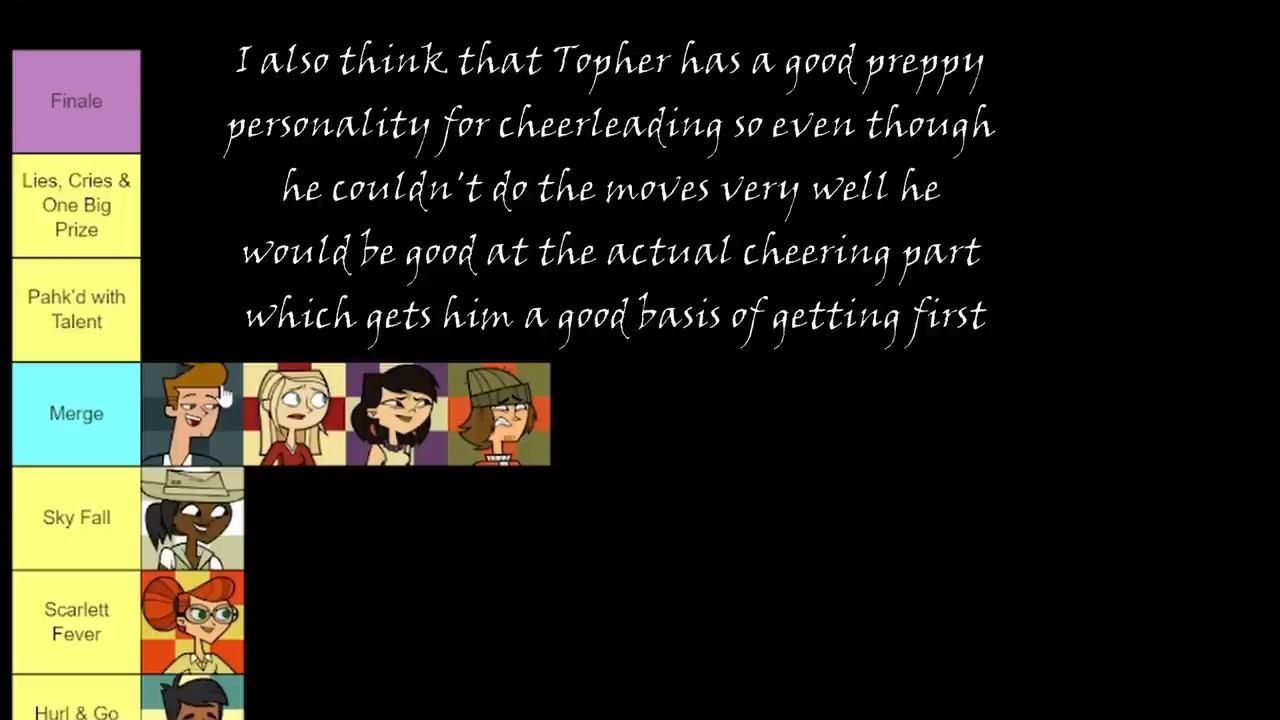 I also think that Topher has a good preppy
personality for cheerleading so even though
he couldn't do the moves very well he
would be good at the actual cheering part
which gets him a good basis of getting first
Finale
Lies, Cries &
One Big
Prize
Pahk'd with
Talent
Merge
Sky Fall
Scarlett
Fever
Hurl & Go